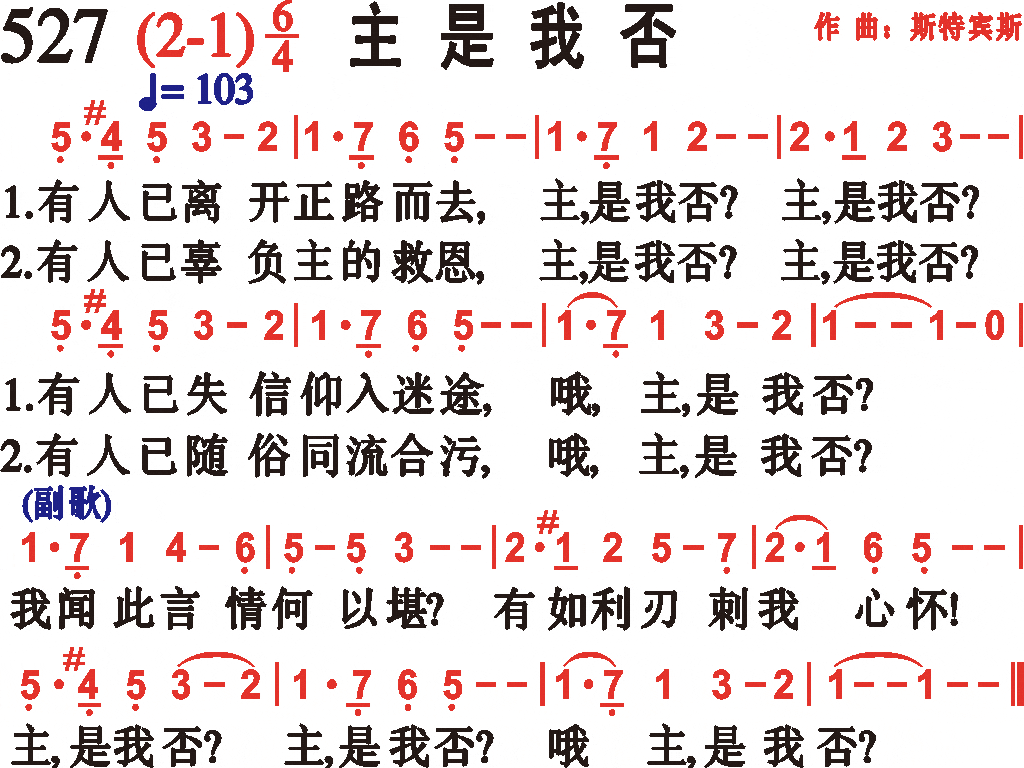 527 (2-1) 6/4 主是我否 作曲：斯特宾斯
♩= 103
5·#4 5 3－2|1·7 6 5－－|1·7 1 2－－|2·1 2 3－－|
1.有人已离 开正路而去, 主,是我否? 主,是我否?
2.有人已辜 负主的救恩, 主,是我否? 主,是我否?
5·#4 5 3－2|1·7 6 5－－|1·7 1 3－2|1－－1－0|
1.有人已失 信仰入迷途, 哦, 主,是 我否?
2.有人已随 俗同流合污, 哦, 主,是 我否?
(副歌)
1·7 1 4－6|5－5 3－－|2·#1 2 5－7|2·1 6 5－－|
我闻 此言 情何 以堪? 有如利刃 刺我 心怀!
5·#4 5 3－2|1·7 6 5－－|1·7 1 3－2|1－－1－－‖
主,是我否? 主,是我否? 哦 主,是 我否?